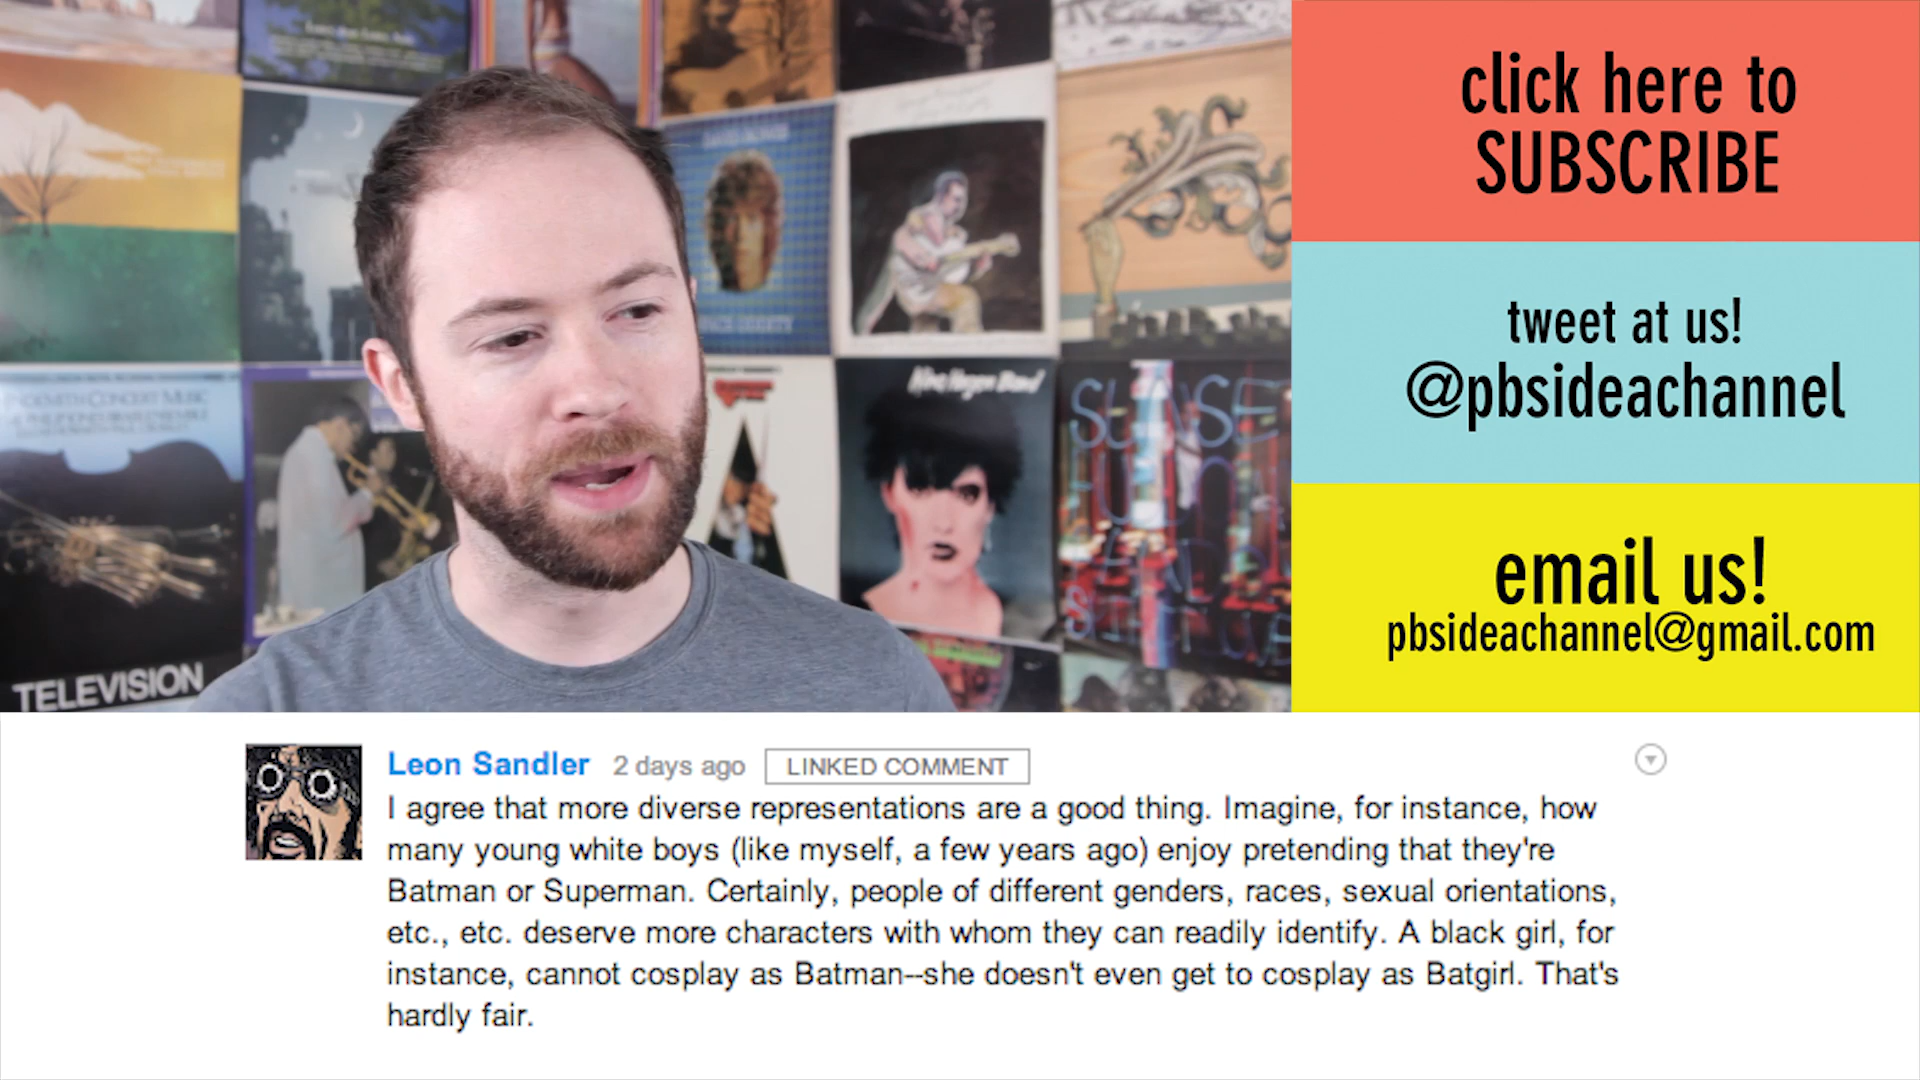 click here to
SUBSCRIBE
tweet at us!
@pbsideachannel
email us!
pbsideachannel@gmail.com
TELEVISION
Leon Sandler 2 days ago LINKED COMMENT
I agree that more diverse representations are a good thing. Imagine, for instance, how
many young white boys (like myself, a few years ago) enjoy pretending that they're
Batman or Superman. Certainly, people of different genders, races, sexual orientations,
etc., etc. deserve more characters with whom they can readily identify. A black girl, for
instance, cannot cosplay as Batman--she doesn't even get to cosplay as Batgirl. That's
hardly fair.